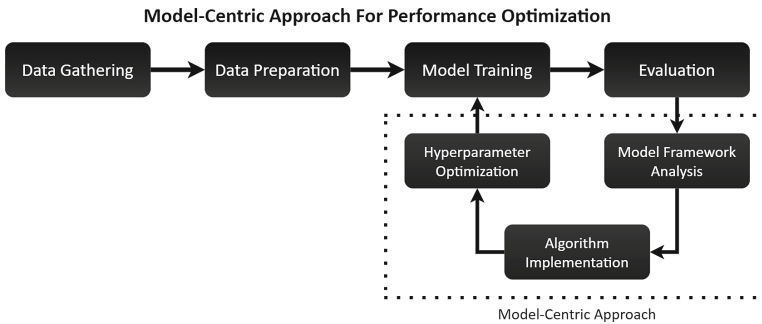 Model-Centric Approach For Performance Optimization
Data Gathering
Data Preparation
Model Training
Evaluation
Hyperparameter
Optimization
Model Framework
Analysis
Algorithm
Implementation
Model-Centric Approach